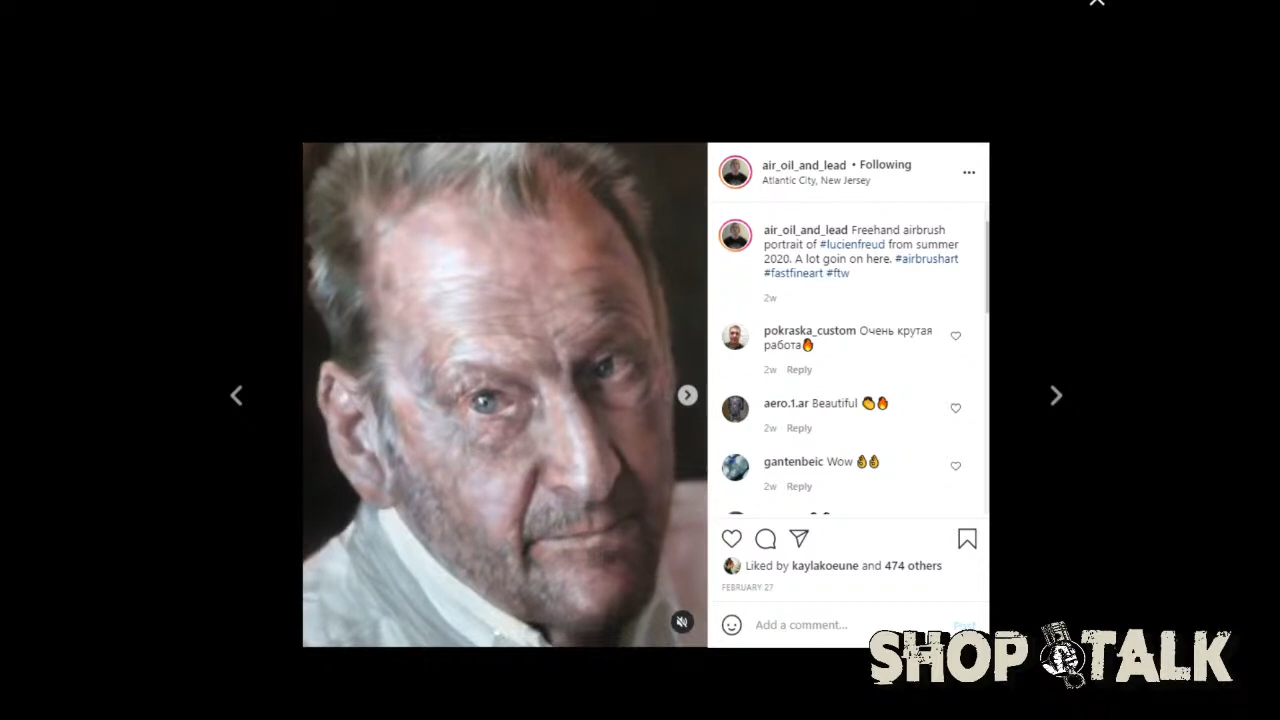 air_oil_and_lead • Following
Atlantic City, New Jersey
air_oil_and_lead Freehand airbrush
portrait of #lucienfreud from summer
2020. A lot goin on here. #airbrushart
#fastfineart #ftw
2w
pokraska_custom Очень крутая
работа🔥
2w Reply
aero.1.ar Beautiful 👏🔥
2w Reply
gantenbeic Wow 👌👌
2w Reply
Liked by kaylakoeune and 474 others
FEBRUARY 27
Add a comment...
Post
SHOP TALK